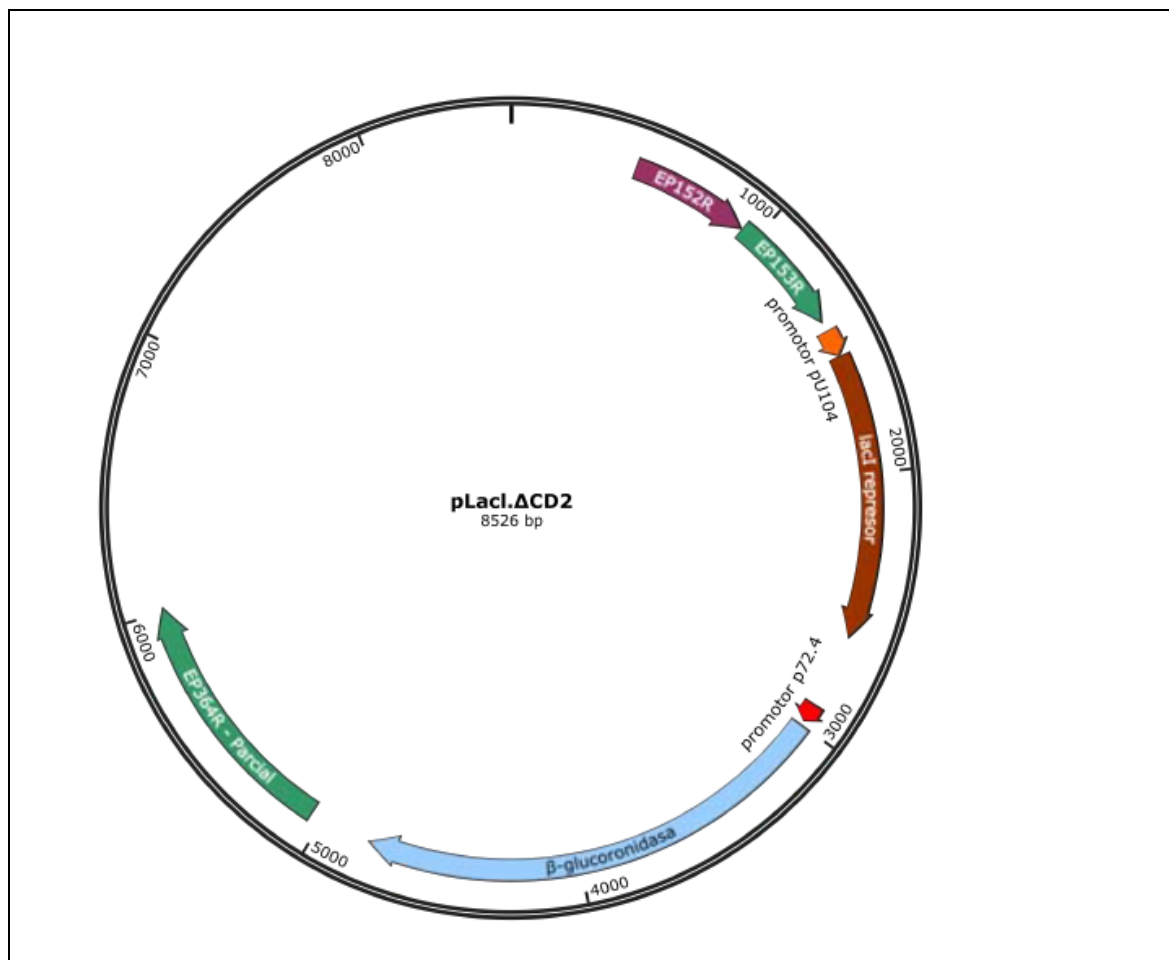 8000
EP152R
1000
EP153R
promotor pU104
7000
2000
lacI represor
pLacI.ΔCD2
8526 bp
6000
promotor p72.4
3000
EP364R - Parcial
β-glucoronidasa
5000
4000